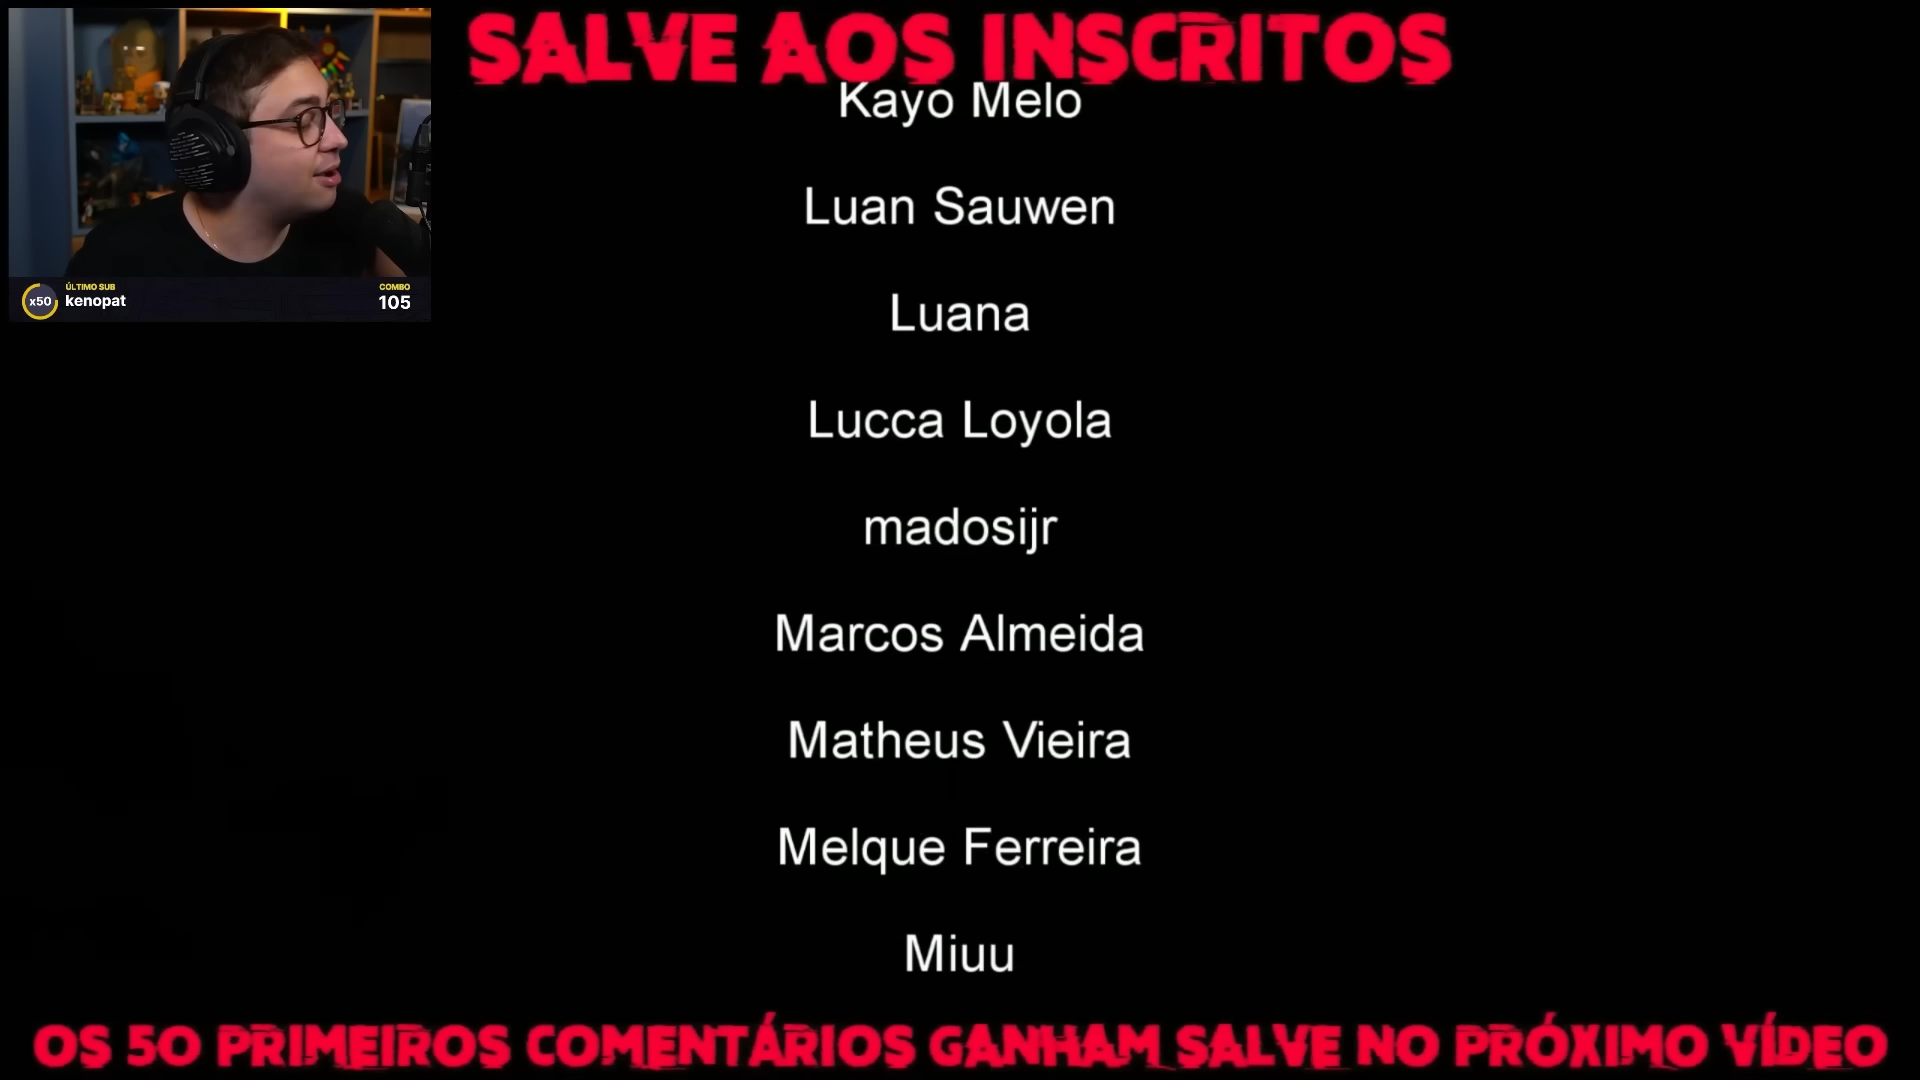 SALVE AOS INSCRITOS
Kayo Melo
Luan Sauwen
Luana
Lucca Loyola
madosijr
Marcos Almeida
Matheus Vieira
Melque Ferreira
Miuu
x50
ÚLTIMO SUB
kenopat
COMBO
105
OS 50 PRIMEIROS COMENTÁRIOS GANHAM SALVE NO PRÓXIMO VÍDEO